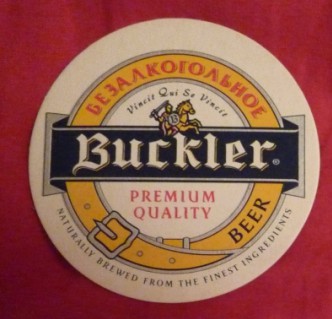 БЕЗАЛКОГОЛЬНОЕ
Vincit Qui Se Vincit
Buckler®
PREMIUM
QUALITY
BEER
NATURALLY BREWED FROM THE FINEST INGREDIENTS